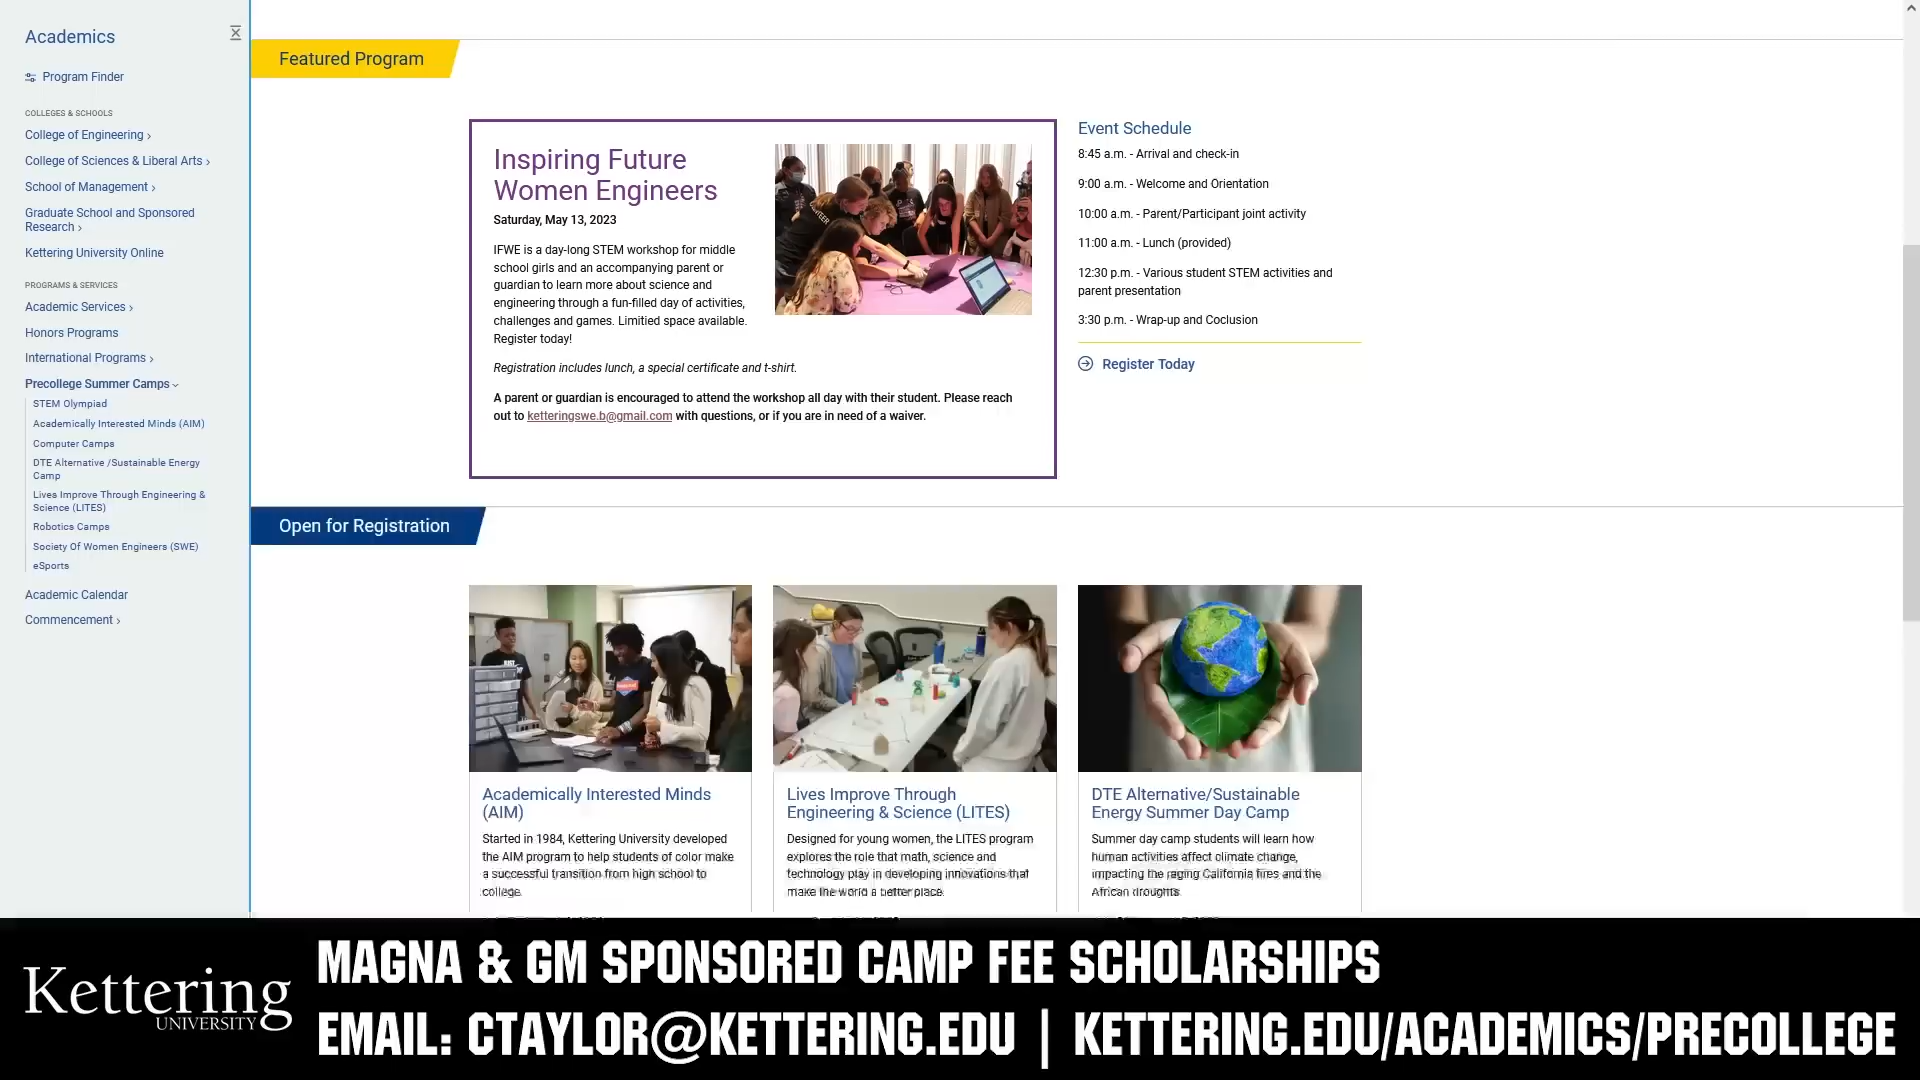 Academics
Program Finder
COLLEGES & SCHOOLS
College of Engineering
College of Sciences & Liberal Arts
School of Management
Graduate School and Sponsored
Research
Kettering University Online
PROGRAMS & SERVICES
Academic Services
Honors Programs
International Programs
Precollege Summer Camps
STEM Olympiad
Academically Interested Minds (AIM)
Computer Camps
DTE Alternative /Sustainable Energy
Camp
Lives Improve Through Engineering &
Science (LITES)
Robotics Camps
Society Of Women Engineers (SWE)
eSports
Academic Calendar
Commencement
Featured Program
Inspiring Future
Women Engineers
Saturday, May 13, 2023
IFWE is a day-long STEM workshop for middle
school girls and an accompanying parent or
guardian to learn more about science and
engineering through a fun-filled day of activities,
challenges and games. Limitied space available.
Register today!
Registration includes lunch, a special certificate and t-shirt.
A parent or guardian is encouraged to attend the workshop all day with their student. Please reach
out to ketteringswe.b@gmail.com with questions, or if you are in need of a waiver.
Event Schedule
8:45 a.m. - Arrival and check-in
9:00 a.m. - Welcome and Orientation
10:00 a.m. - Parent/Participant joint activity
11:00 a.m. - Lunch (provided)
12:30 p.m. - Various student STEM activities and
parent presentation
3:30 p.m. - Wrap-up and Coclusion
Register Today
Open for Registration
Academically Interested Minds
(AIM)
Started in 1984, Kettering University developed
the AIM program to help students of color make
a successful transition from high school to
college.
Lives Improve Through
Engineering & Science (LITES)
Designed for young women, the LITES program
explores the role that math, science and
technology play in developing innovations that
make the world a better place.
DTE Alternative/Sustainable
Energy Summer Day Camp
Summer day camp students will learn how
human activities affect climate change,
impacting the raging California fires and the
African droughts.
Kettering
UNIVERSITY
MAGNA & GM SPONSORED CAMP FEE SCHOLARSHIPS
EMAIL: CTAYLOR@KETTERING.EDU | KETTERING.EDU/ACADEMICS/PRECOLLEGE